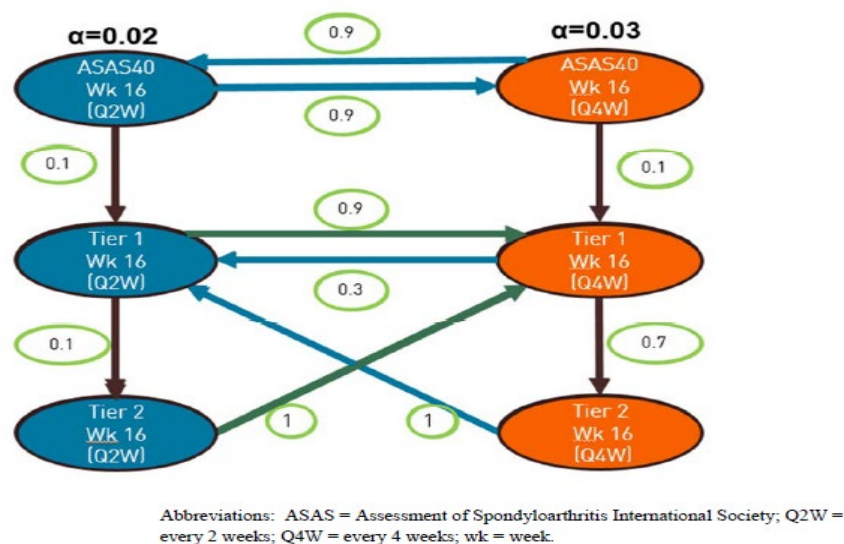 α=0.02
α=0.03
0.9
ASAS40
Wk 16
(Q2W)
ASAS40
Wk 16
(Q4W)
0.9
0.1
0.1
0.9
Tier 1
Wk 16
(Q2W)
Tier 1
Wk 16
(Q4W)
0.3
0.1
0.7
Tier 2
Wk 16
(Q2W)
1
1
Tier 2
Wk 16
(Q4W)
Abbreviations: ASAS = Assessment of Spondyloarthritis International Society; Q2W =
every 2 weeks; Q4W = every 4 weeks; wk = week.